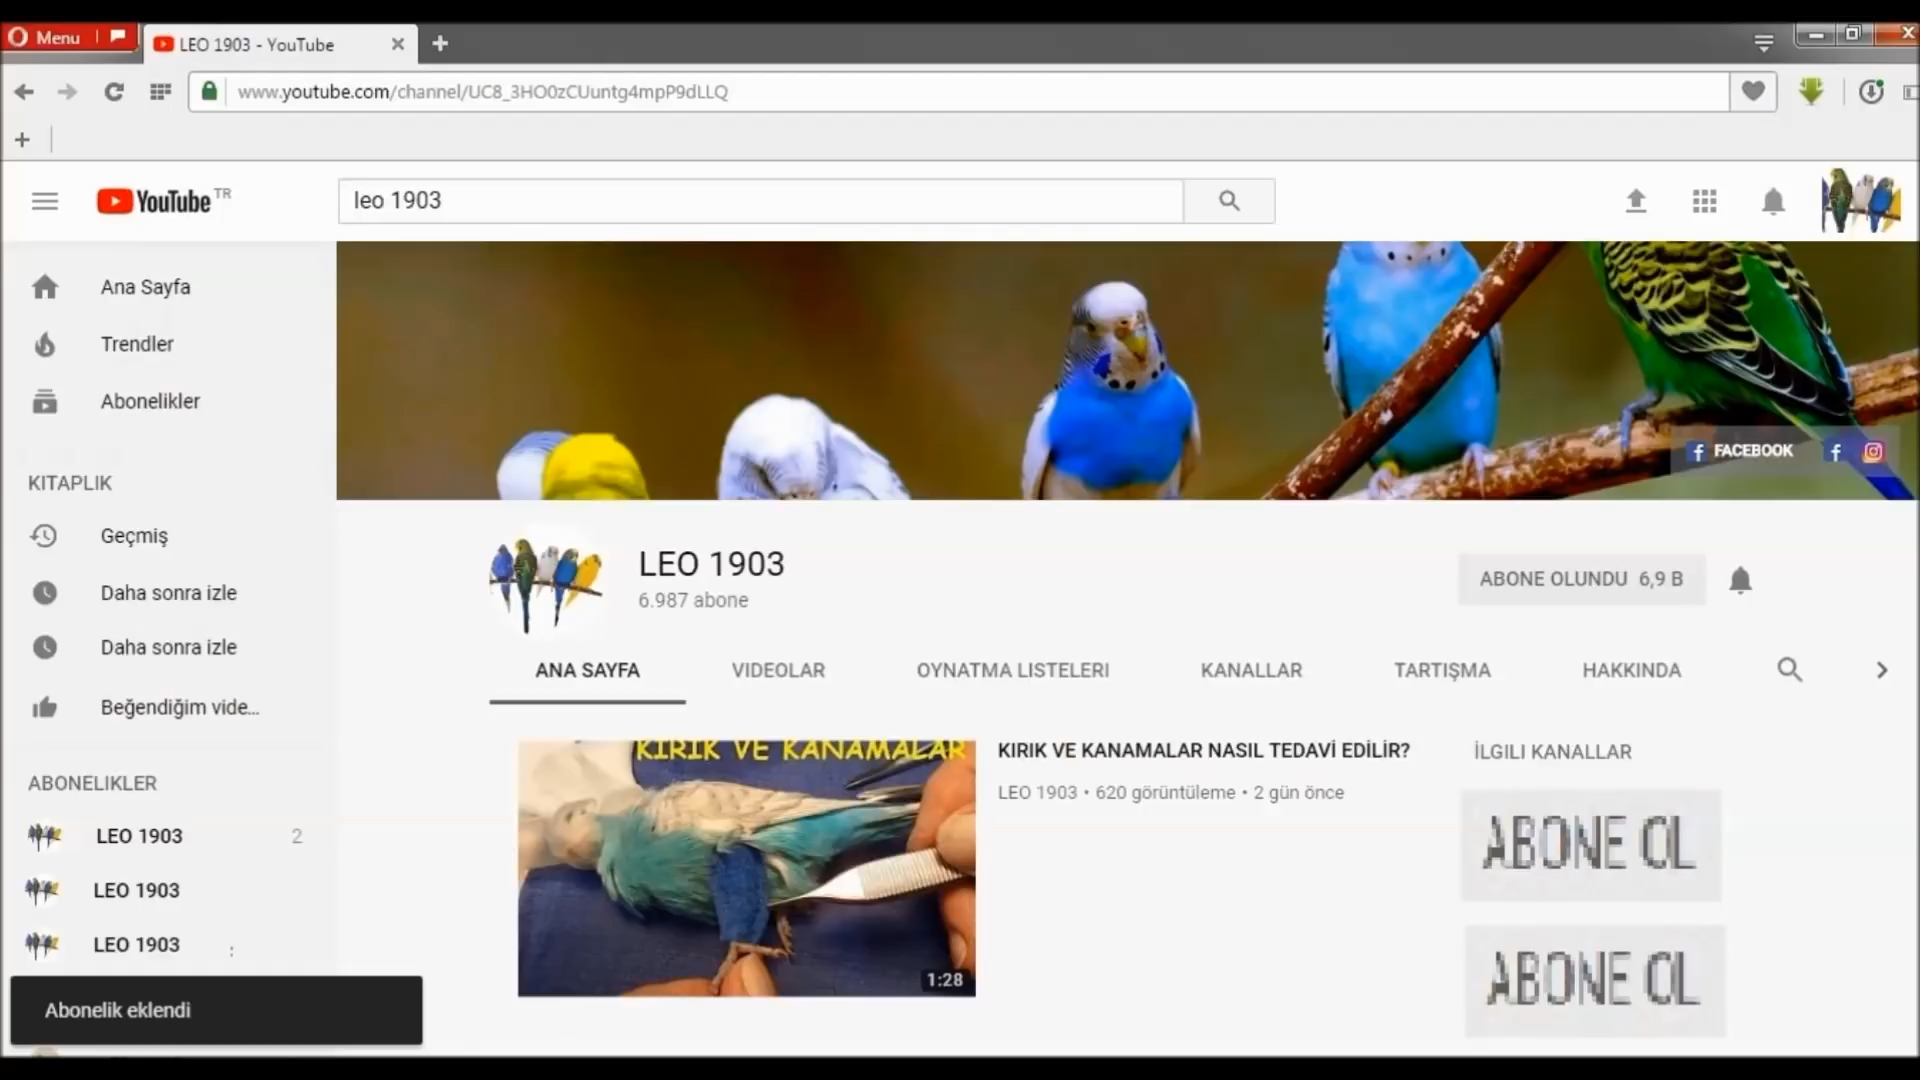 Menu
LEO 1903 - YouTube
www.youtube.com/channel/UC8_3HO0zCUuntg4mpP9dLLQ
YouTube TR
leo 1903
Ana Sayfa
Trendler
Abonelikler
FACEBOOK
KITAPLIK
Geçmiş
Daha sonra izle
Daha sonra izle
Beğendiğim vide...
LEO 1903
6.987 abone
ABONE OLUNDU 6,9 B
ANA SAYFA
VIDEOLAR
OYNATMA LISTELERI
KANALLAR
TARTIŞMA
HAKKINDA
KIRIK VE KANAMALAR
1:28
KIRIK VE KANAMALAR NASIL TEDAVİ EDİLİR?
LEO 1903 • 620 görüntüleme • 2 gün önce
İLGILI KANALLAR
ABONE OL
ABONE OL
ABONELIKLER
LEO 1903 2
LEO 1903
LEO 1903
Abonelik eklendi